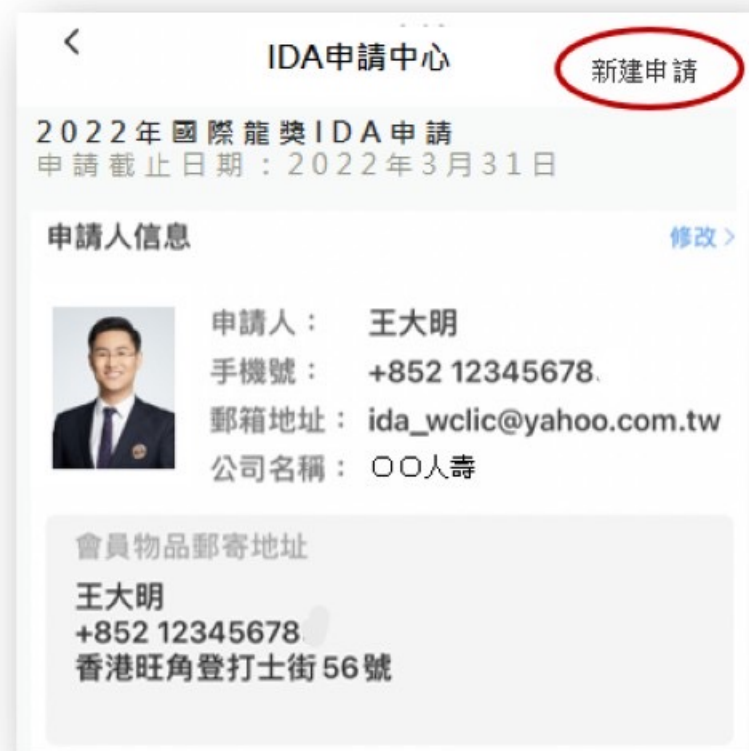 IDA申請中心
新建申請
2022年國際龍獎IDA申請
申請截止日期：2022年3月31日
申請人信息
修改 >
申請人： 王大明
手機號： +852 12345678
郵箱地址： ida_wclic@yahoo.com.tw
公司名稱： 〇〇人壽
會員物品郵寄地址
王大明
+852 12345678
香港旺角登打士街56號